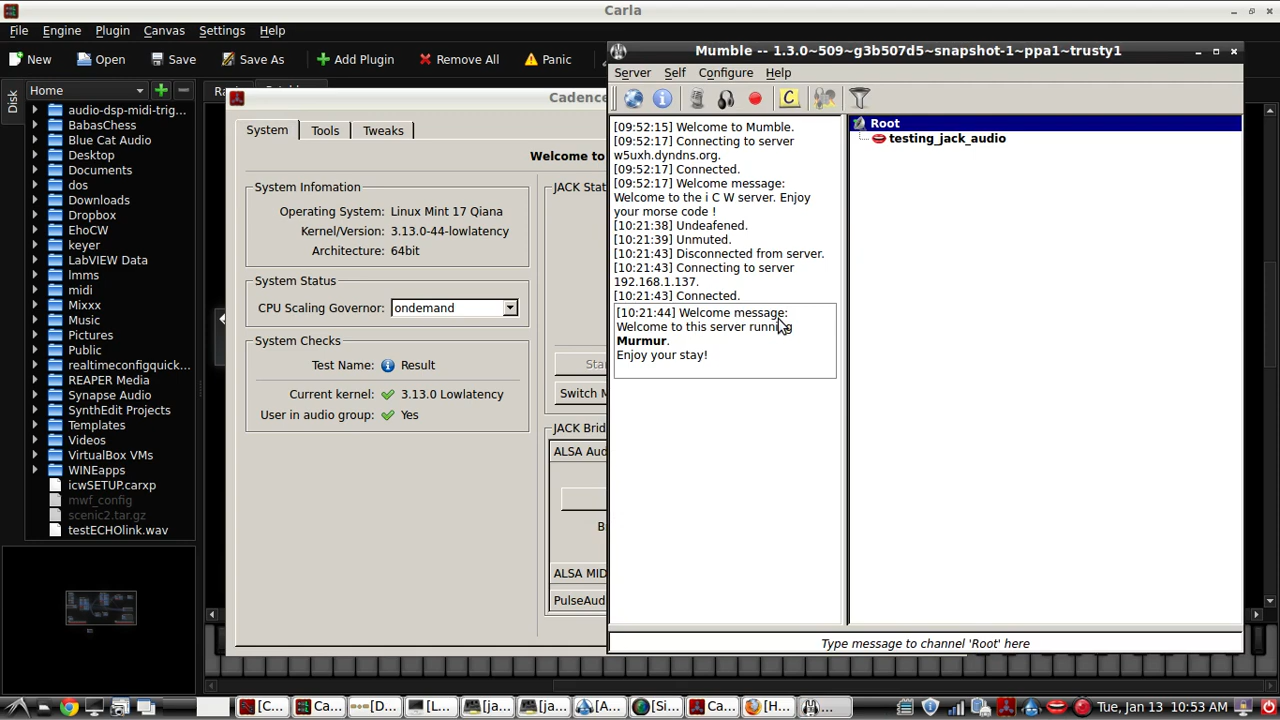 Carla
File Engine Plugin Canvas Settings Help
New Open Save Save As Add Plugin Remove All Panic
Disk
Home
audio-dsp-midi-trig...
BabasChess
Blue Cat Audio
Desktop
Documents
dos
Downloads
Dropbox
EhoCW
keyer
LabVIEW Data
lmms
midi
Mixxx
Music
Pictures
Public
realtimeconfigquick...
REAPER Media
Synapse Audio
SynthEdit Projects
Templates
Videos
VirtualBox VMs
WINEapps
icwSETUP.carxp
mwf_config
scenic2.tar.gz
testECHOlink.wav
Cadence
System Tools Tweaks
Welcome to
System Infomation
Operating System: Linux Mint 17 Qiana
Kernel/Version: 3.13.0-44-lowlatency
Architecture: 64bit
System Status
CPU Scaling Governor: ondemand
System Checks
Test Name: Result
Current kernel: 3.13.0 Lowlatency
User in audio group: Yes
JACK Stat
Star
Switch M
JACK Brid
ALSA Aud
ALSA MID
PulseAud
Mumble -- 1.3.0~509~g3b507d5~snapshot-1~ppa1~trusty1
Server Self Configure Help
[09:52:15] Welcome to Mumble.
[09:52:17] Connecting to server
w5uxh.dyndns.org.
[09:52:17] Connected.
[09:52:17] Welcome message:
Welcome to the i C W server. Enjoy
your morse code !
[10:21:38] Undeafened.
[10:21:39] Unmuted.
[10:21:43] Disconnected from server.
[10:21:43] Connecting to server
192.168.1.137.
[10:21:43] Connected.
[10:21:44] Welcome message:
Welcome to this server running
Murmur.
Enjoy your stay!
Root
testing_jack_audio
Type message to channel 'Root' here
[C... Ca... [D... [ja... [ja... [A... [Si... Ca... [H... ...
Tue, Jan 13 10:53 AM